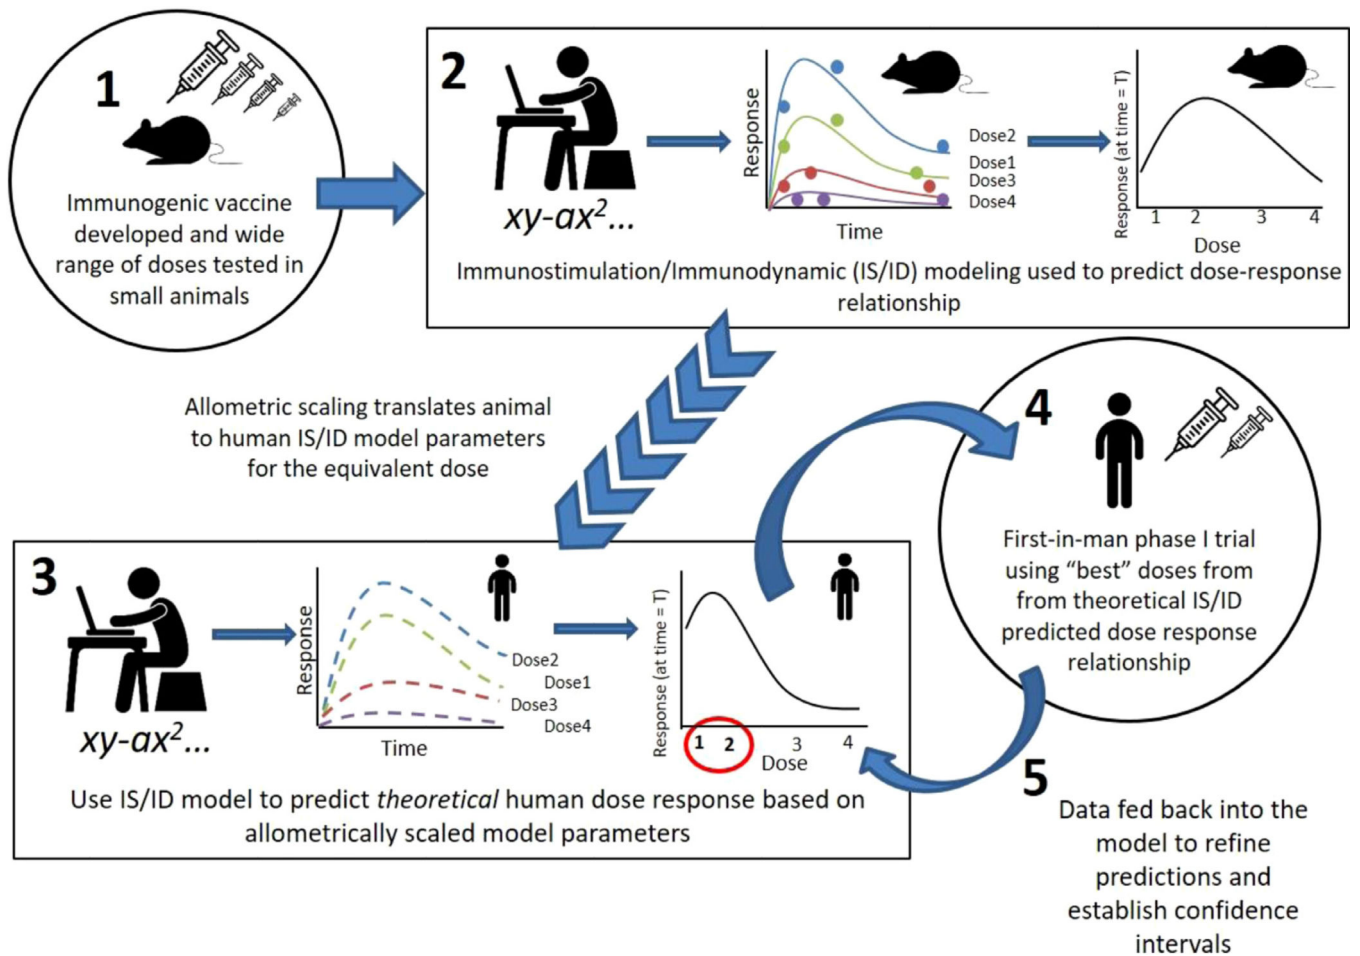 1
Immunogenic vaccine
developed and wide
range of doses tested in
small animals
2
xy-ax²...
Response
Time
Dose2
Dose1
Dose3
Dose4
Response (at time = T)
1 2 3 4
Dose
Immunostimulation/Immunodynamic (IS/ID) modeling used to predict dose-response
relationship
Allometric scaling translates animal
to human IS/ID model parameters
for the equivalent dose
3
xy-ax²...
Response
Time
Dose2
Dose1
Dose3
Dose4
Response (at time = T)
1 2 3 4
Dose
Use IS/ID model to predict theoretical human dose response based on
allometrically scaled model parameters
4
First-in-man phase I trial
using “best” doses from
from theoretical IS/ID
predicted dose response
relationship
5
Data fed back into the
model to refine
predictions and
establish confidence
intervals